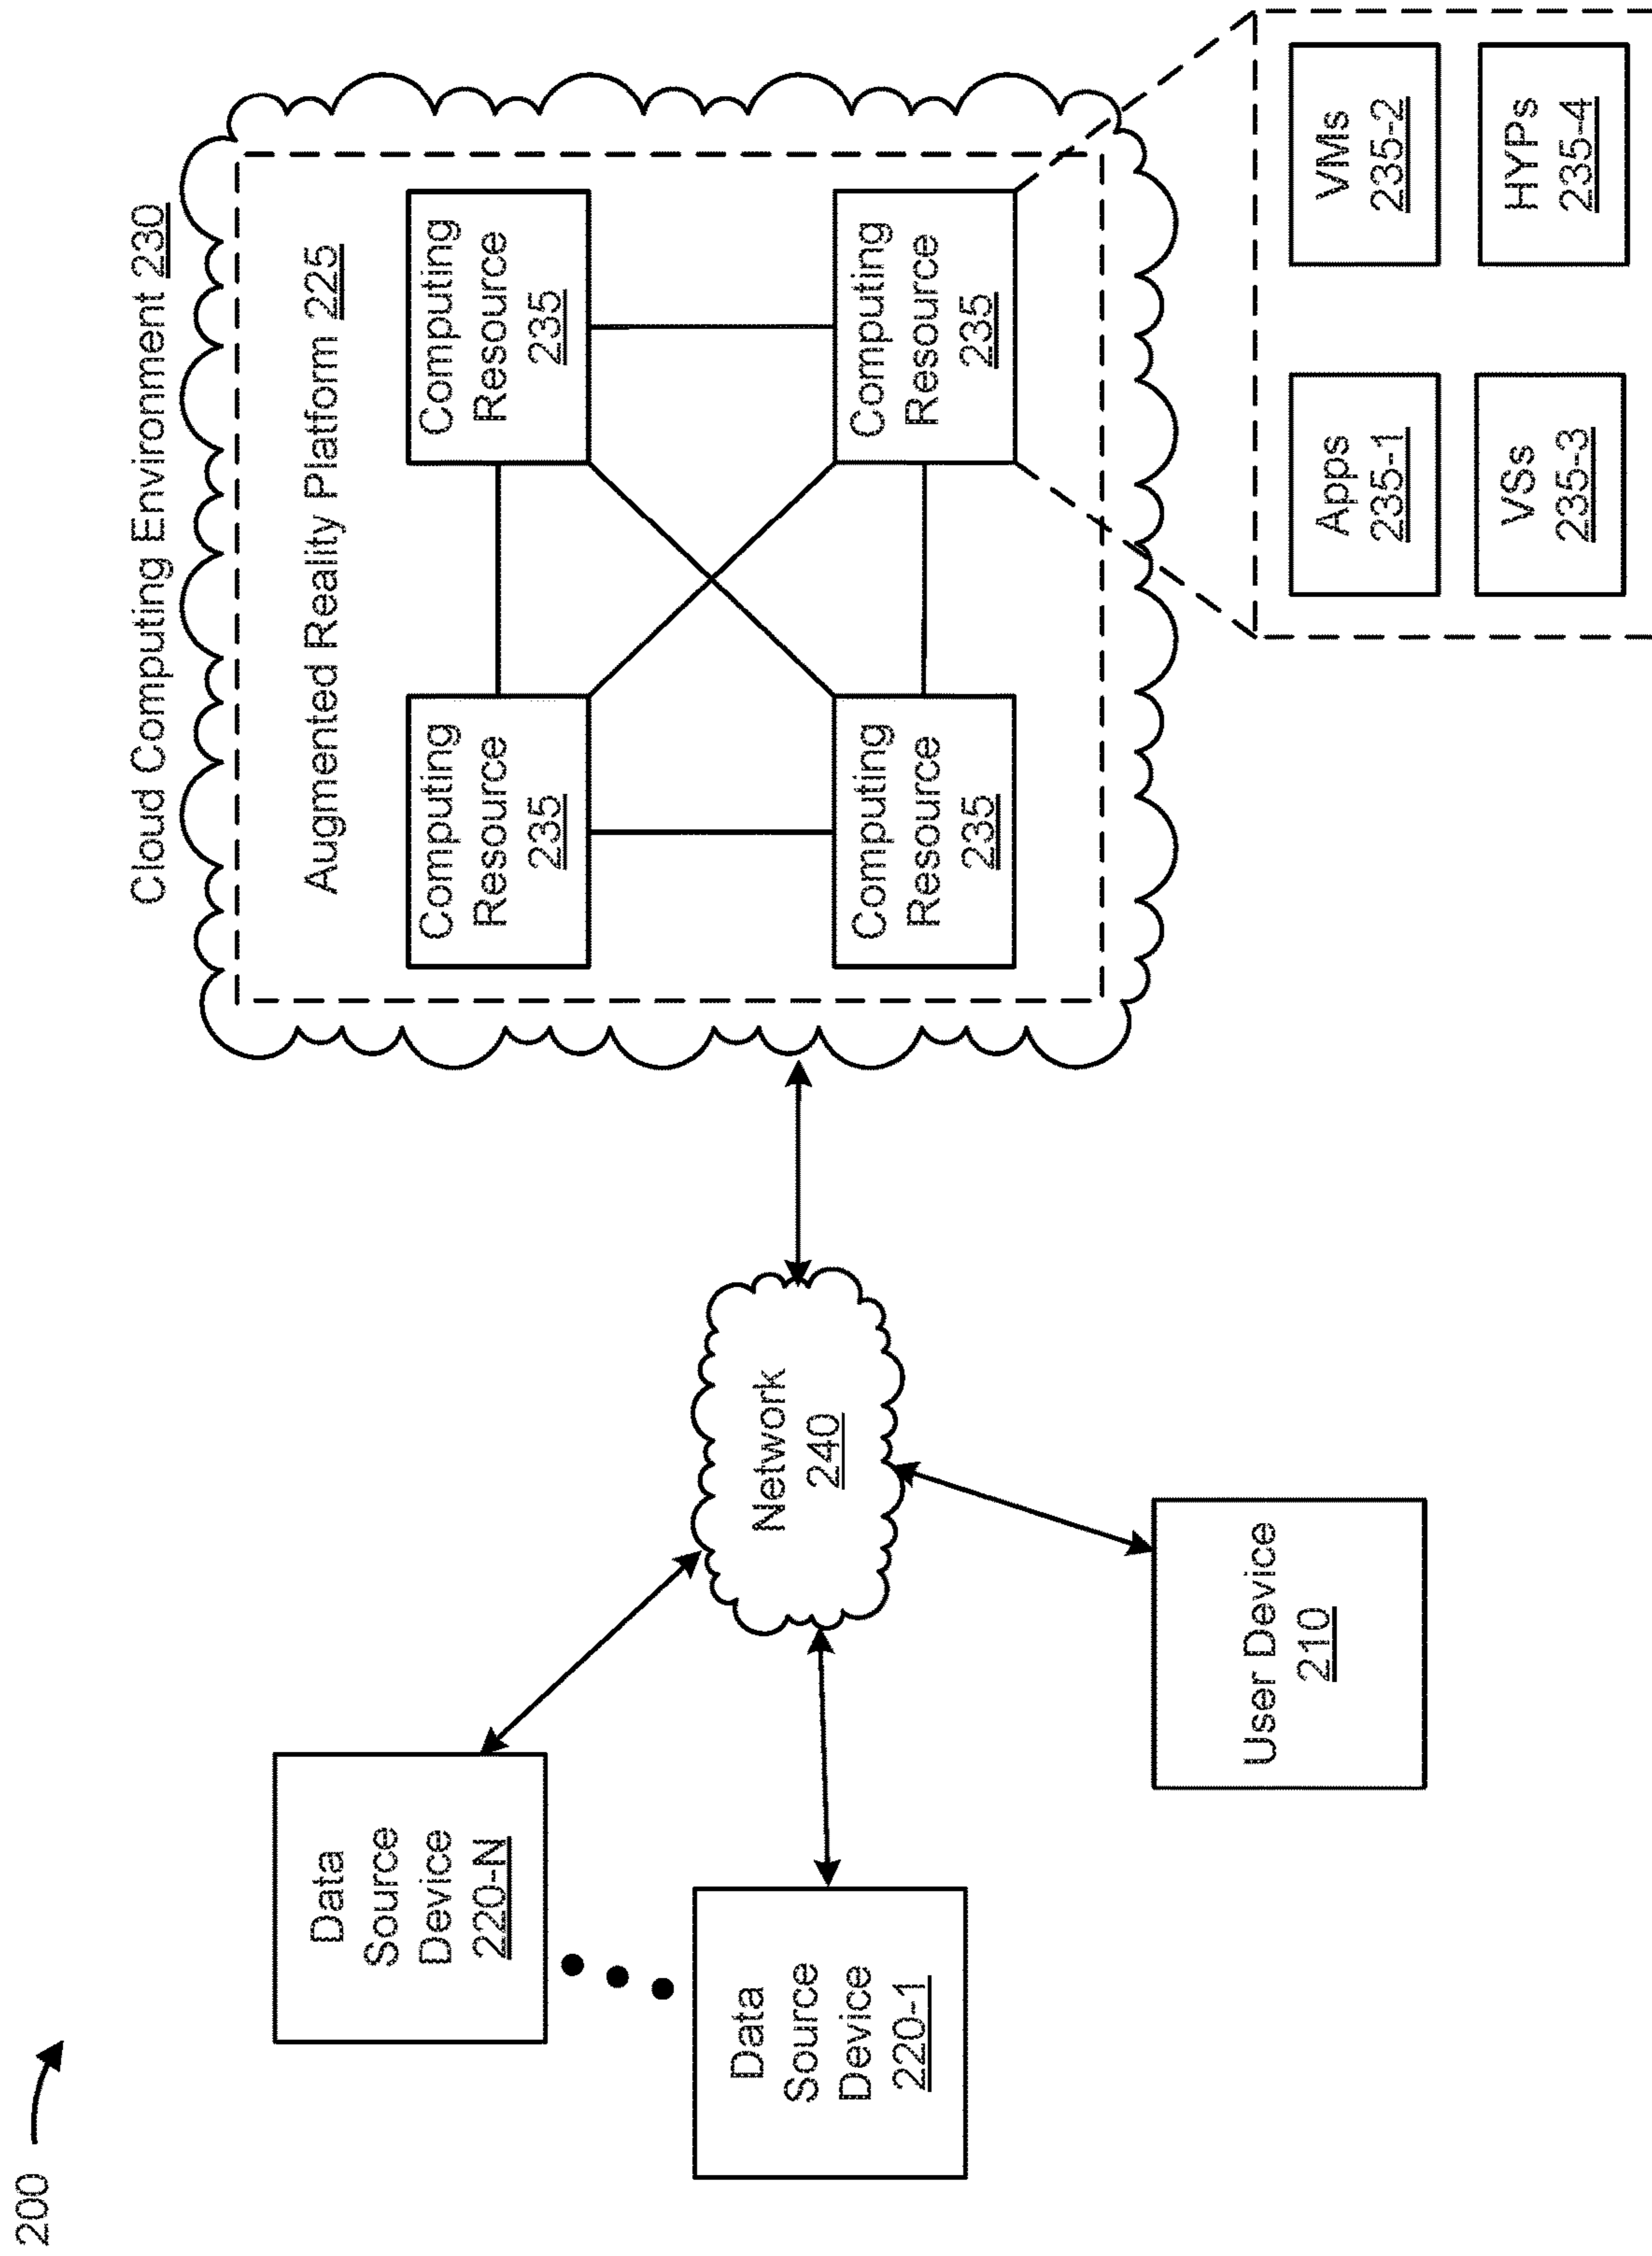 200
Cloud Computing Environment 230
Augmented Reality Platform 225
Computing
Resource
235
Computing
Resource
235
Computing
Resource
235
Computing
Resource
235
Data
Source
Device
220-N
Data
Source
Device
220-1
Network
240
User Device
210
Apps
235-1
VMs
235-2
VSs
235-3
HYPs
235-4